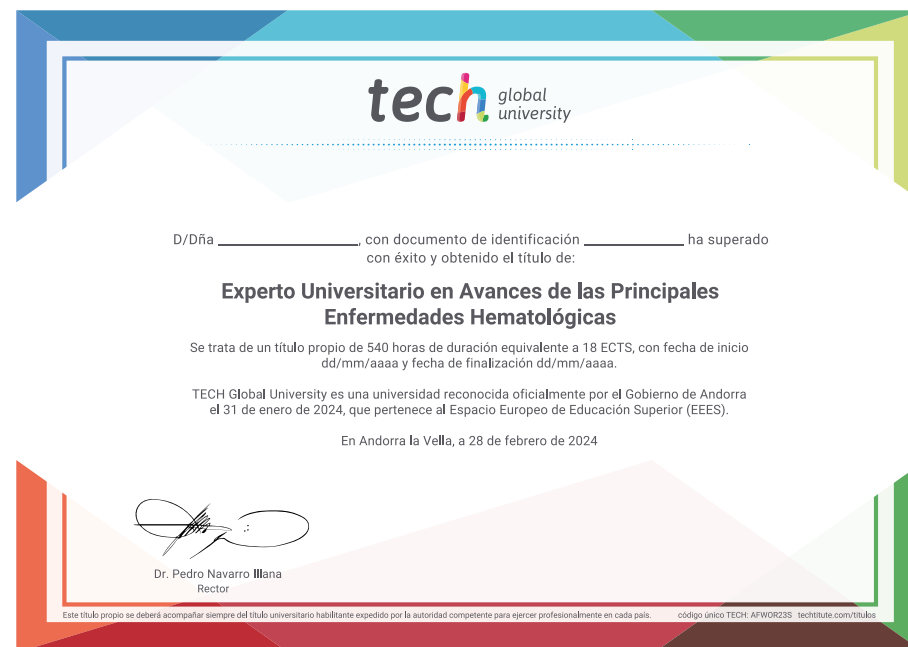 tech global
university
D/Dña ____________________, con documento de identificación ______________ ha superado
con éxito y obtenido el título de:
Experto Universitario en Avances de las Principales
Enfermedades Hematológicas
Se trata de un título propio de 540 horas de duración equivalente a 18 ECTS, con fecha de inicio
dd/mm/aaaa y fecha de finalización dd/mm/aaaa.
TECH Global University es una universidad reconocida oficialmente por el Gobierno de Andorra
el 31 de enero de 2024, que pertenece al Espacio Europeo de Educación Superior (EEES).
En Andorra la Vella, a 28 de febrero de 2024
Dr. Pedro Navarro Illana
Rector
Este título propio se deberá acompañar siempre del título universitario habilitante expedido por la autoridad competente para ejercer profesionalmente en cada país. código único TECH: AFWOR23S techtitute.com/titulos